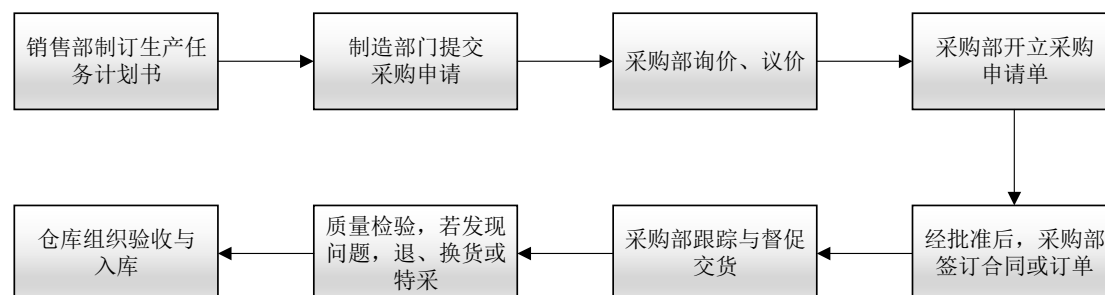 销售部制订生产任
务计划书
制造部门提交
采购申请
采购部询价、议价
采购部开立采购
申请单
经批准后，采购部
签订合同或订单
采购部跟踪与督促
交货
质量检验，若发现
问题，退、换货或
特采
仓库组织验收与
入库